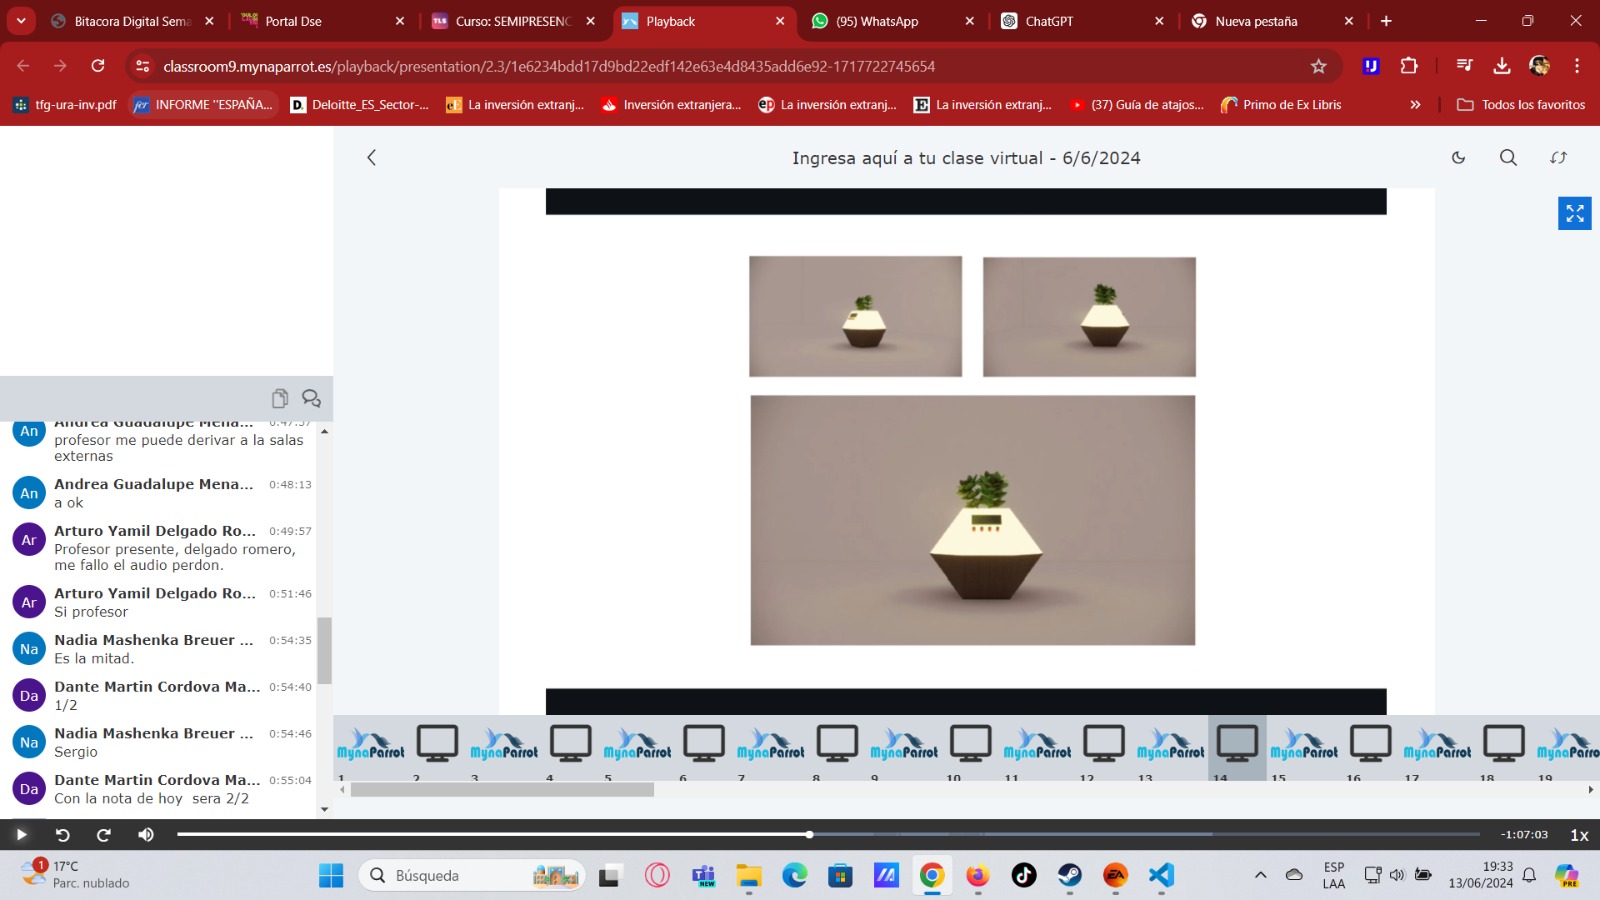 Bitacora Digital Sema
Portal Dse
TLS
Curso: SEMIPRESENC
Playback
(95) WhatsApp
ChatGPT
Nueva pestaña
classroom9.mynaparrot.es/playback/presentation/2.3/1e6234bdd17d9bd22edf142e63e4d8435add6e92-1717722745654
tfg-ura-inv.pdf
fer
INFORME "ESPAÑA...
D.
Deloitte_ES_Sector-...
eE
La inversión extranj...
Inversión extranjera...
ep
La inversión extranj...
E
La inversión extranj...
(37) Guía de atajos...
Primo de Ex Libris
»
Todos los favoritos
Ingresa aquí a tu clase virtual - 6/6/2024
An
Andrea Guadalupe Mena...
0:47:57
profesor me puede derivar a la salas
externas
An
Andrea Guadalupe Mena...
0:48:13
a ok
Ar
Arturo Yamil Delgado Ro...
0:49:57
Profesor presente, delgado romero,
me fallo el audio perdon.
Ar
Arturo Yamil Delgado Ro...
0:51:46
Si profesor
Na
Nadia Mashenka Breuer ...
0:54:35
Es la mitad.
Da
Dante Martin Cordova Ma...
0:54:40
1/2
Na
Nadia Mashenka Breuer ...
0:54:46
Sergio
Da
Dante Martin Cordova Ma...
0:55:04
Con la nota de hoy sera 2/2
MynaParrot
MynaParrot
MynaParrot
MynaParrot
MynaParrot
MynaParrot
MynaParrot
MynaParrot
MynaParrot
MynaParro
1 2 3 4 5 6 7 8 9 10 11 12 13 14 15 16 17 18 19
-1:07:03
1x
1
17°C
Parc. nublado
Búsqueda
NEW
EA
ESP
LAA
19:33
13/06/2024
PRE